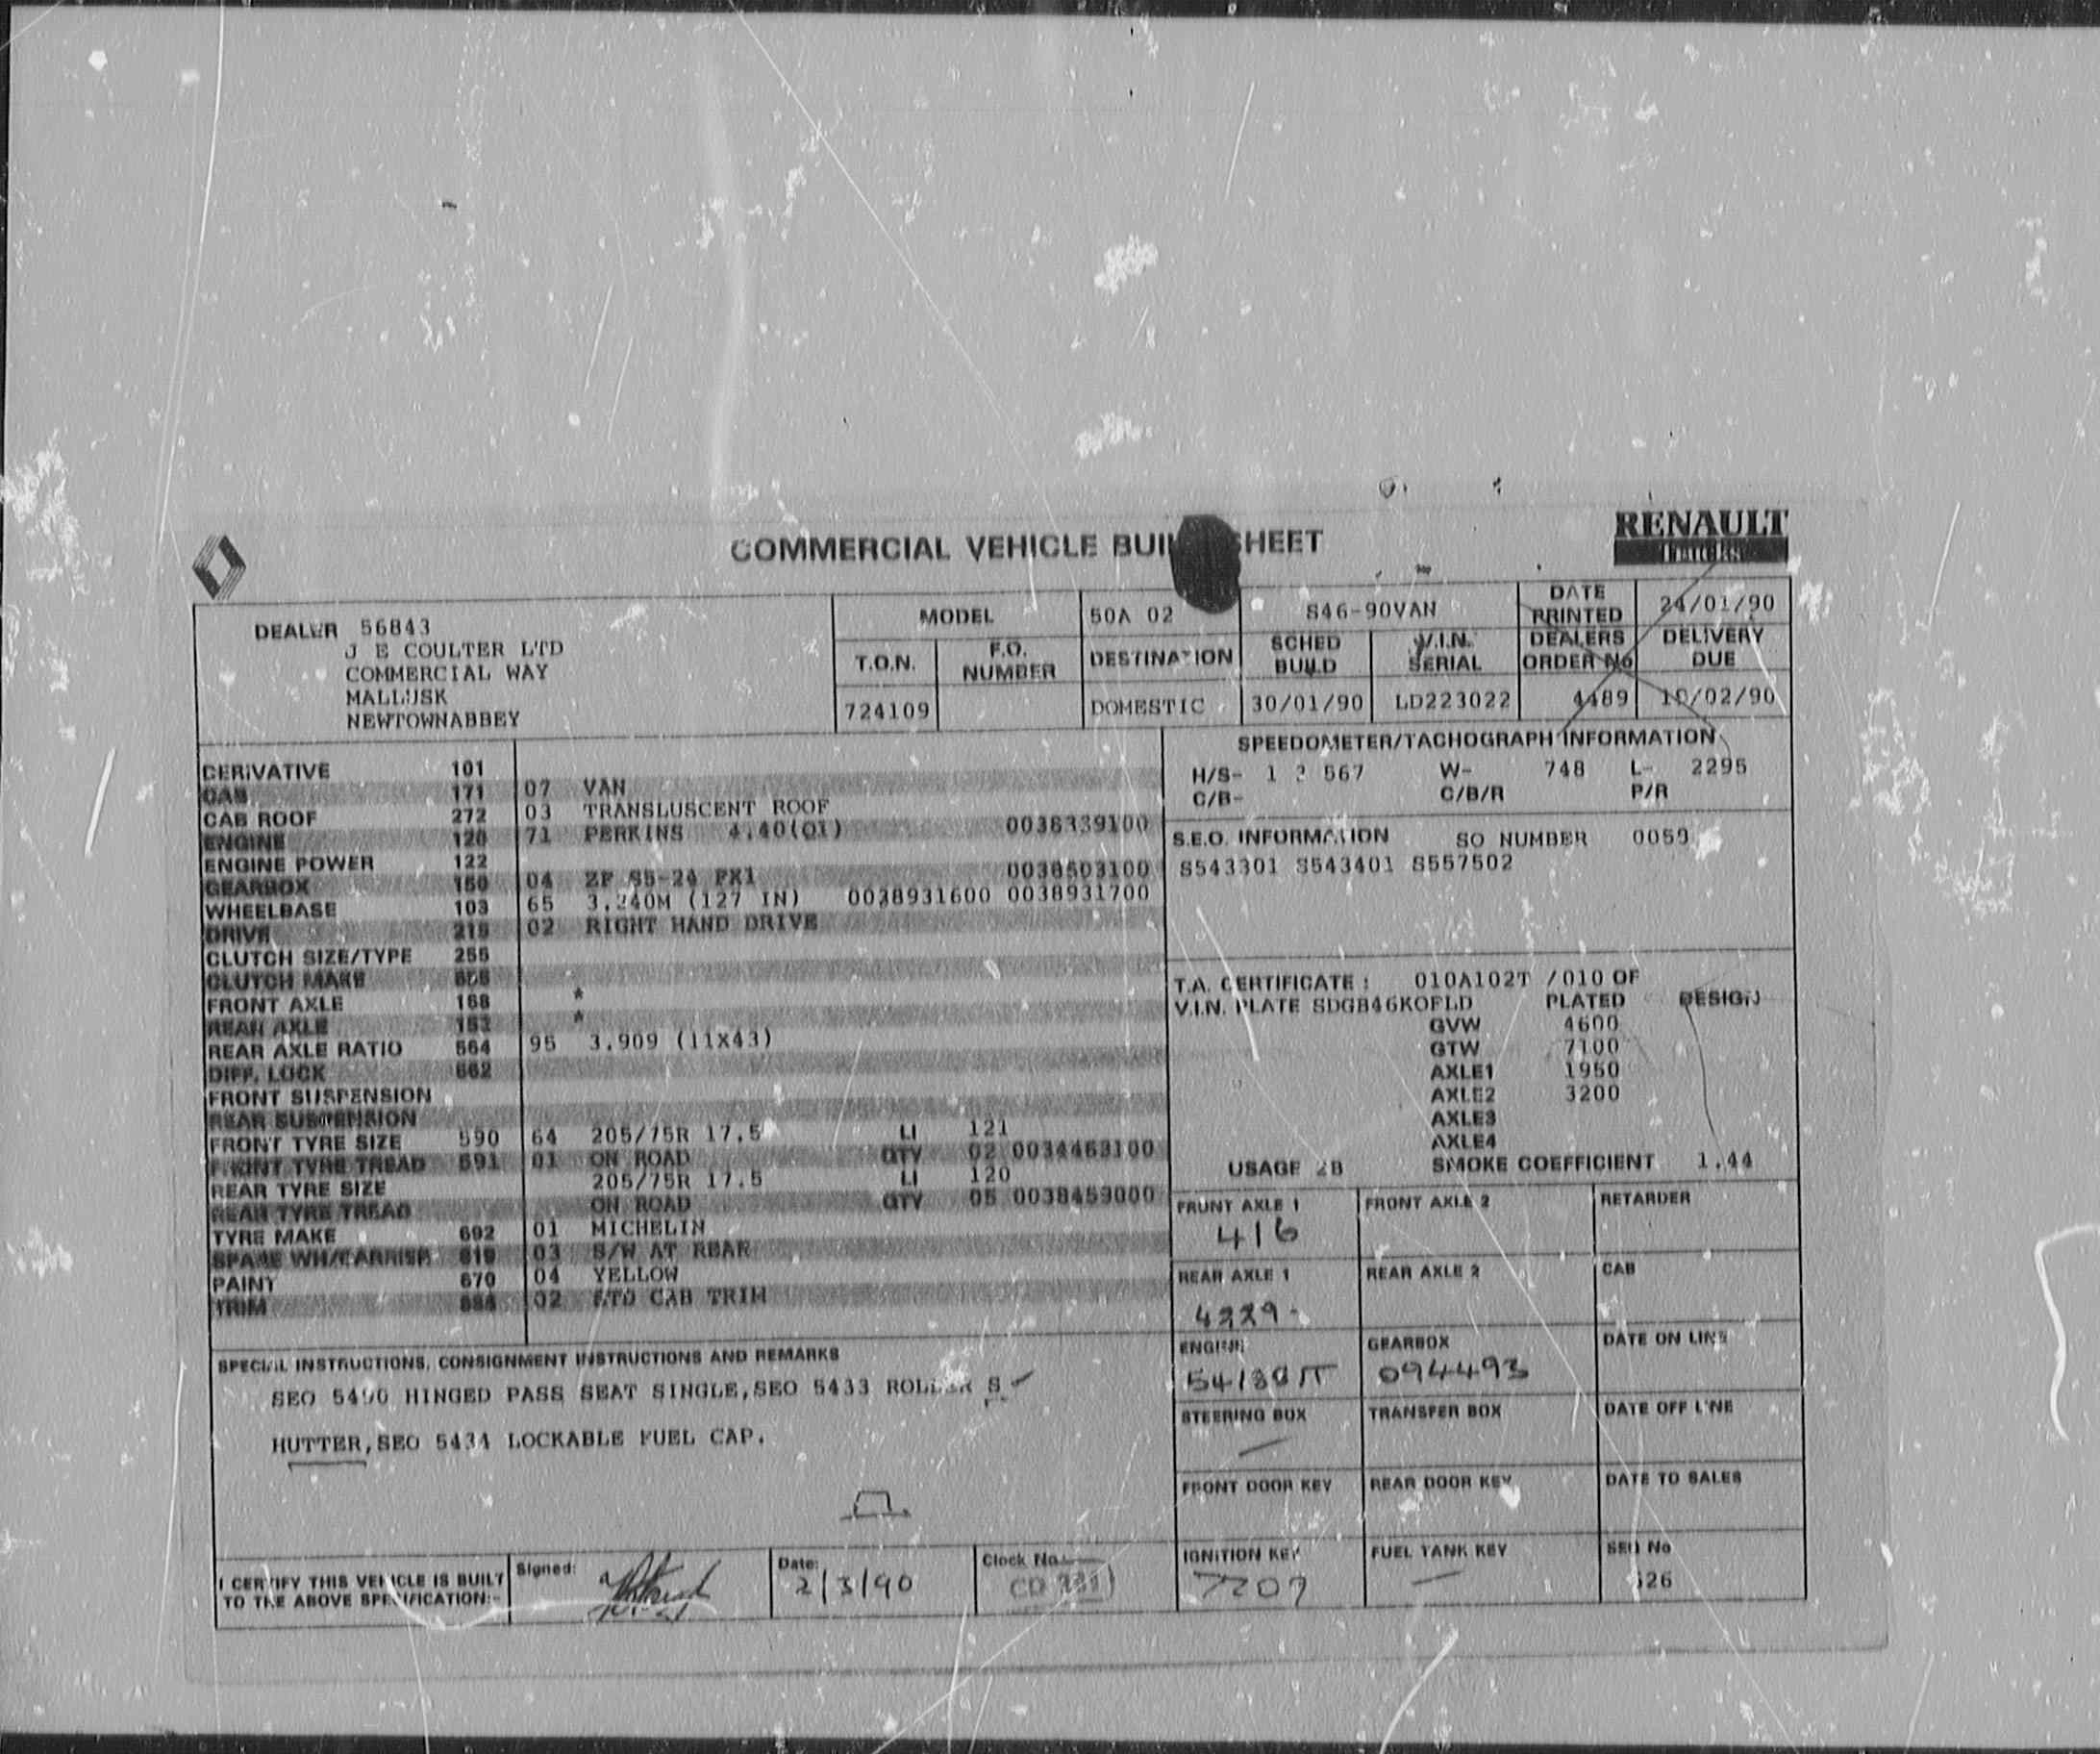 COMMERCIAL VEHICLE SHEET
RENAULT
DEALER 56843
J E COULTER LTD
COMMERCIAL WAY
MALLUSK
NEWTOWNABBEY
MODEL 50A 02 S46-90VAN DATE PRINTED 24/01/90
T.O.N. F.O. NUMBER DESTINATION SCHED BUILD V.I.N. SERIAL DEALERS ORDER No DELIVERY DUE
724109 DOMESTIC 30/01/90 LD223022 4489
DERIVATIVE 101
CAB 171 07 VAN
CAB ROOF 272 03 TRANSLUSCENT ROOF
ENGINE 120 71 PERKINS 4.40(Q1) 0038339100
ENGINE POWER 122
GEARBOX 150 04 ZF S5-24 PX1 0038503100
WHEELBASE 103 65 3.240M (127 IN) 0038931600 0038931700
DRIVE 215 02 RIGHT HAND DRIVE
CLUTCH SIZE/TYPE 255
CLUTCH MAKE
FRONT AXLE 168 *
REAR AXLE *
REAR AXLE RATIO 564 95 3.909 (11X43)
DIFF. LOCK 562
FRONT SUSPENSION
REAR SUSPENSION
FRONT TYRE SIZE 590 64 205/75R 17.5 LI 121
FRONT TYRE TREAD 591 01 ON ROAD QTY 02 0034463100
REAR TYRE SIZE 205/75R 17.5 LI 120
REAR TYRE TREAD ON ROAD QTY 05 0038453000
TYRE MAKE 692 01 MICHELIN
SPARE WH/CARRIER 03 S/W AT REAR
PAINT 670 04 YELLOW
TRIM 02 STD CAB TRIM
SPEEDOMETER/TACHOGRAPH INFORMATION
H/S- 1 567 W- 748 L- 2295
C/B- C/B/R P/R
S.E.O. INFORMATION SO NUMBER 0059
S543301 S543401 S557502
T.A. CERTIFICATE : 010A102T /010 OF
V.I.N. PLATE SDGB46KOFLD PLATED DESIGN
GVW 4600
GTW 7100
AXLE1 1950
AXLE2 3200
AXLE3
AXLE4
USAGE 2B SMOKE COEFFICIENT 1.44
FRONT AXLE 1 FRONT AXLE 2 RETARDER
416
REAR AXLE 1 REAR AXLE 2 CAB
4229
ENGINE GEARBOX DATE ON LINE
094493
STEERING BOX TRANSFER BOX DATE OFF LINE
FRONT DOOR KEY REAR DOOR KEY DATE TO SALES
IGNITION KEY FUEL TANK KEY SEQ No
7207
SPECIAL INSTRUCTIONS, CONSIGNMENT INSTRUCTIONS AND REMARKS
SEO 5490 HINGED PASS SEAT SINGLE,SEO 5433 ROLLER S
HUTTER,SEO 5434 LOCKABLE FUEL CAP.
I CERTIFY THIS VEHICLE IS BUILT
TO THE ABOVE SPECIFICATION:-
Signed:
Date: 2/3/90
Clock No.